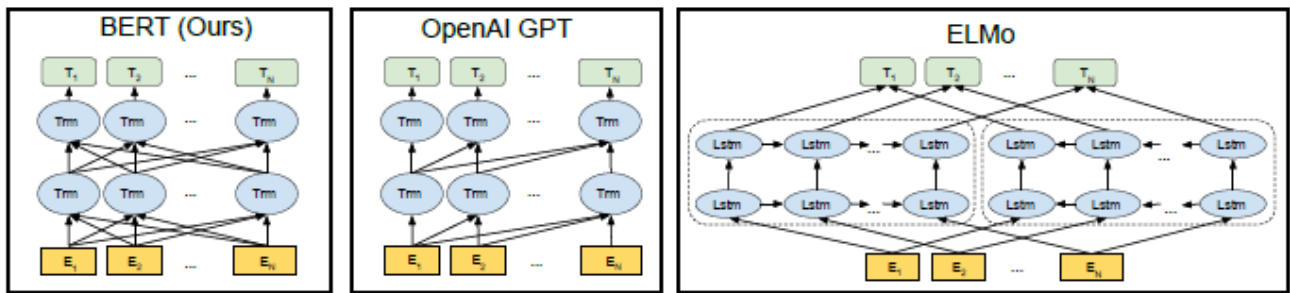 BERT (Ours)
T1 T2 ... TN
Trm Trm ... Trm
Trm Trm ... Trm
E1 E2 ... EN
OpenAI GPT
T1 T2 ... TN
Trm Trm ... Trm
Trm Trm ... Trm
E1 E2 ... EN
ELMo
T1 T2 ... TN
Lstm Lstm ... Lstm Lstm Lstm ... Lstm
Lstm Lstm ... Lstm Lstm Lstm ... Lstm
E1 E2 ... EN